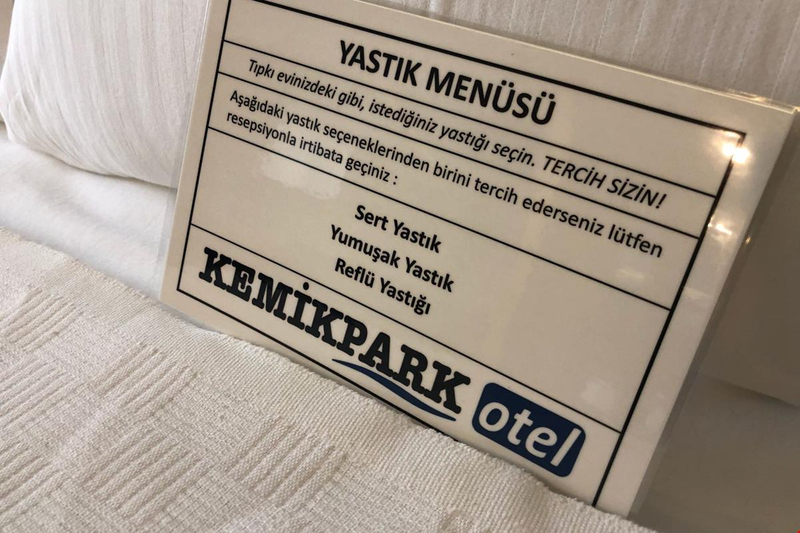 YASTIK MENÜSÜ
Tıpkı evinizdeki gibi, istediğiniz yastığı seçin. TERCİH SİZİN!
Aşağıdaki yastık seçeneklerinden birini tercih ederseniz lütfen
resepsiyonla irtibata geçiniz :
Sert Yastık
Yumuşak Yastık
Reflü Yastığı
KEMİKPARK otel